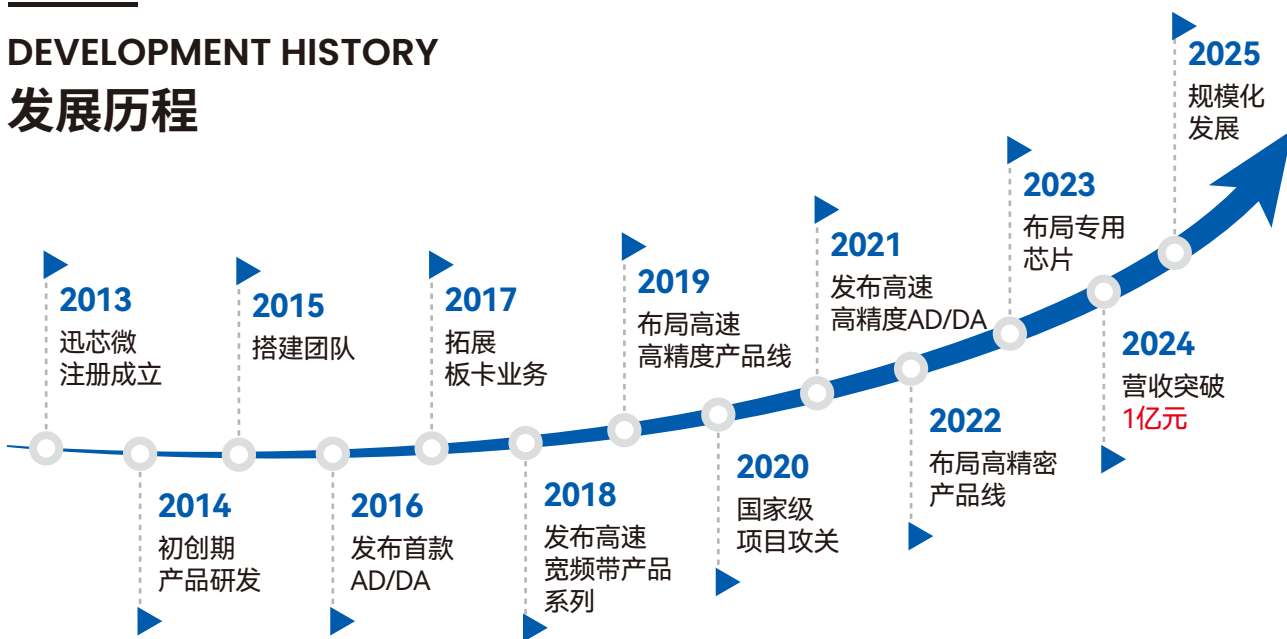 DEVELOPMENT HISTORY
发展历程
2013
迅芯微
注册成立
2014
初创期
产品研发
2015
搭建团队
2016
发布首款
AD/DA
2017
拓展
板卡业务
2018
发布高速
宽频带产品
系列
2019
布局高速
高精度产品线
2020
国家级
项目攻关
2021
发布高速
高精度AD/DA
2022
布局高精密
产品线
2023
布局专用
芯片
2024
营收突破
1亿元
2025
规模化
发展